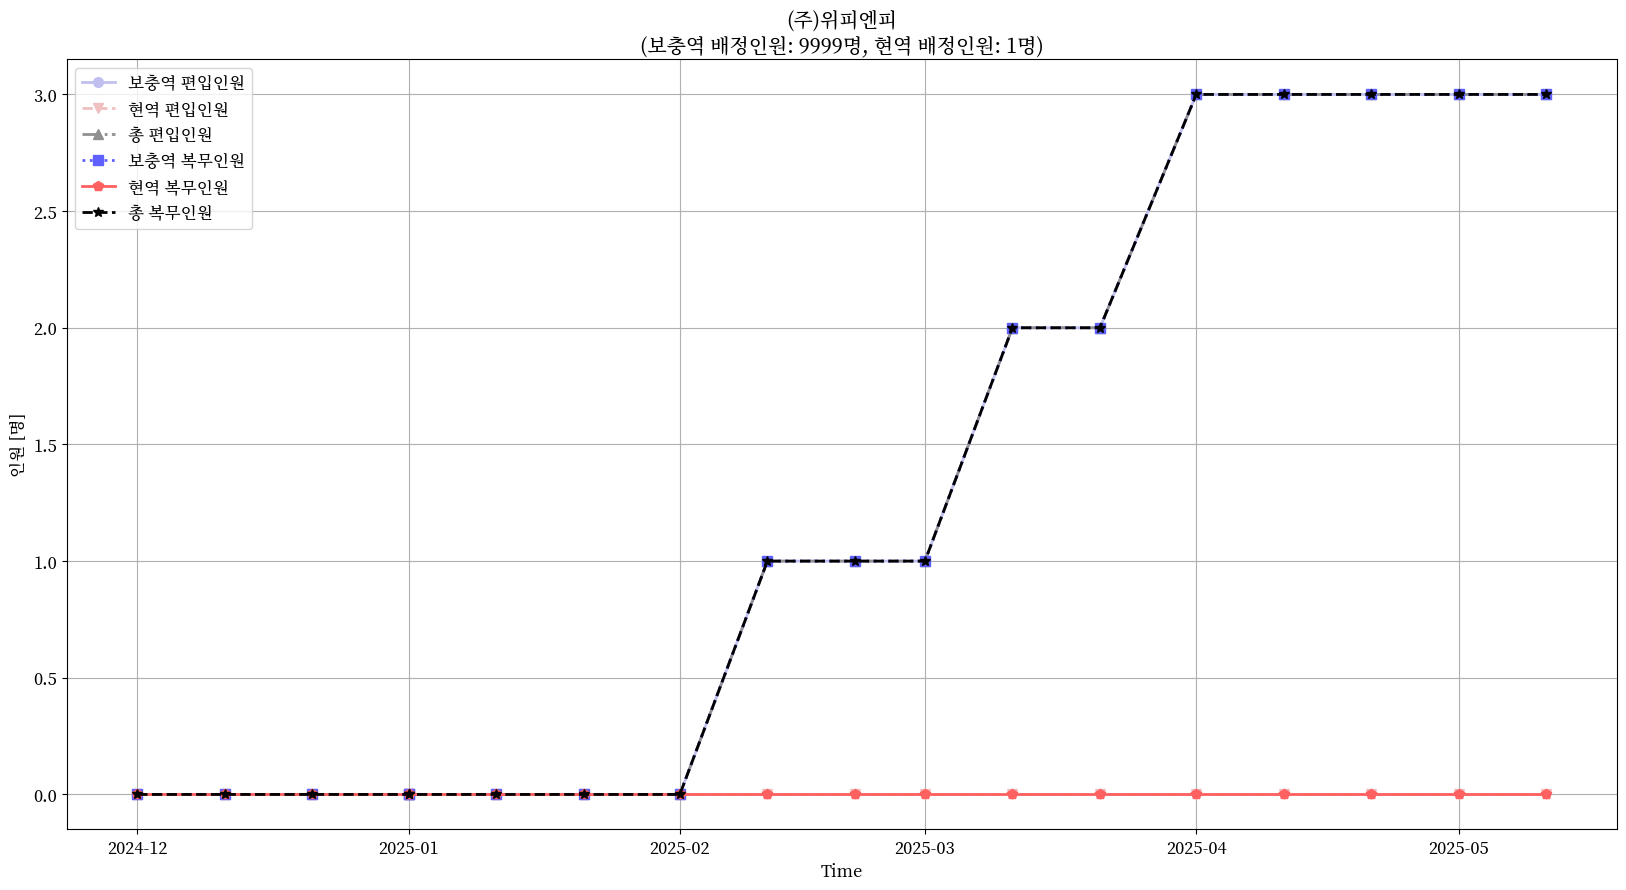 (주)위피엔피
(보충역 배정인원: 9999명, 현역 배정인원: 1명)
보충역 편입인원
현역 편입인원
총 편입인원
보충역 복무인원
현역 복무인원
총 복무인원
인원 [명]
3.0
2.5
2.0
1.5
1.0
0.5
0.0
2024-12
2025-01
2025-02
2025-03
2025-04
2025-05
Time